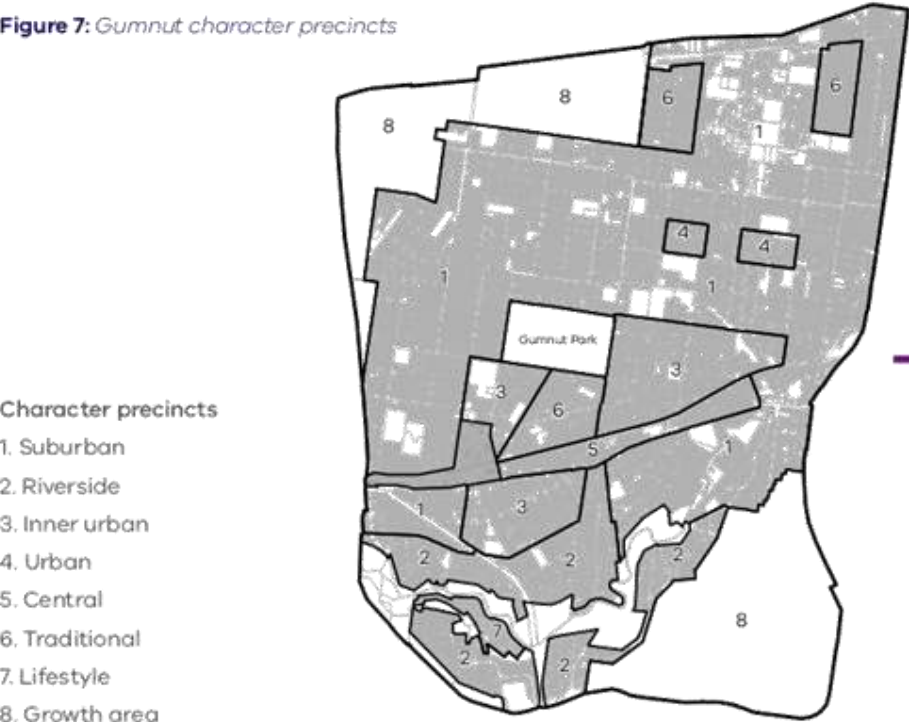 Figure 7: Gumnut character precincts
8
8
6
6
1
4
4
1
1
Gumnut Park
3
3
6
5
1
1
3
2
2
2
7
2
2
8
Character precincts
1. Suburban
2. Riverside
3. Inner urban
4. Urban
5. Central
6. Traditional
7. Lifestyle
8. Growth area